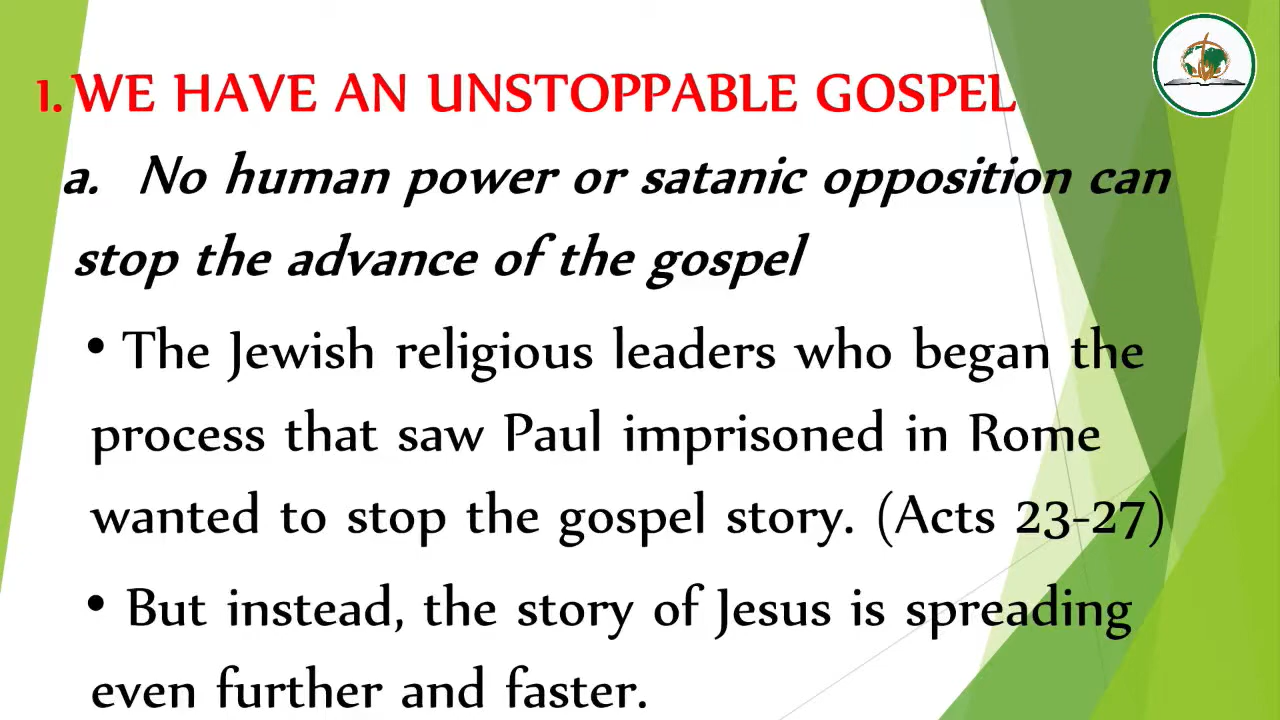 1. WE HAVE AN UNSTOPPABLE GOSPEL
a. No human power or satanic opposition can
stop the advance of the gospel
• The Jewish religious leaders who began the
process that saw Paul imprisoned in Rome
wanted to stop the gospel story. (Acts 23-27)
• But instead, the story of Jesus is spreading
even further and faster.